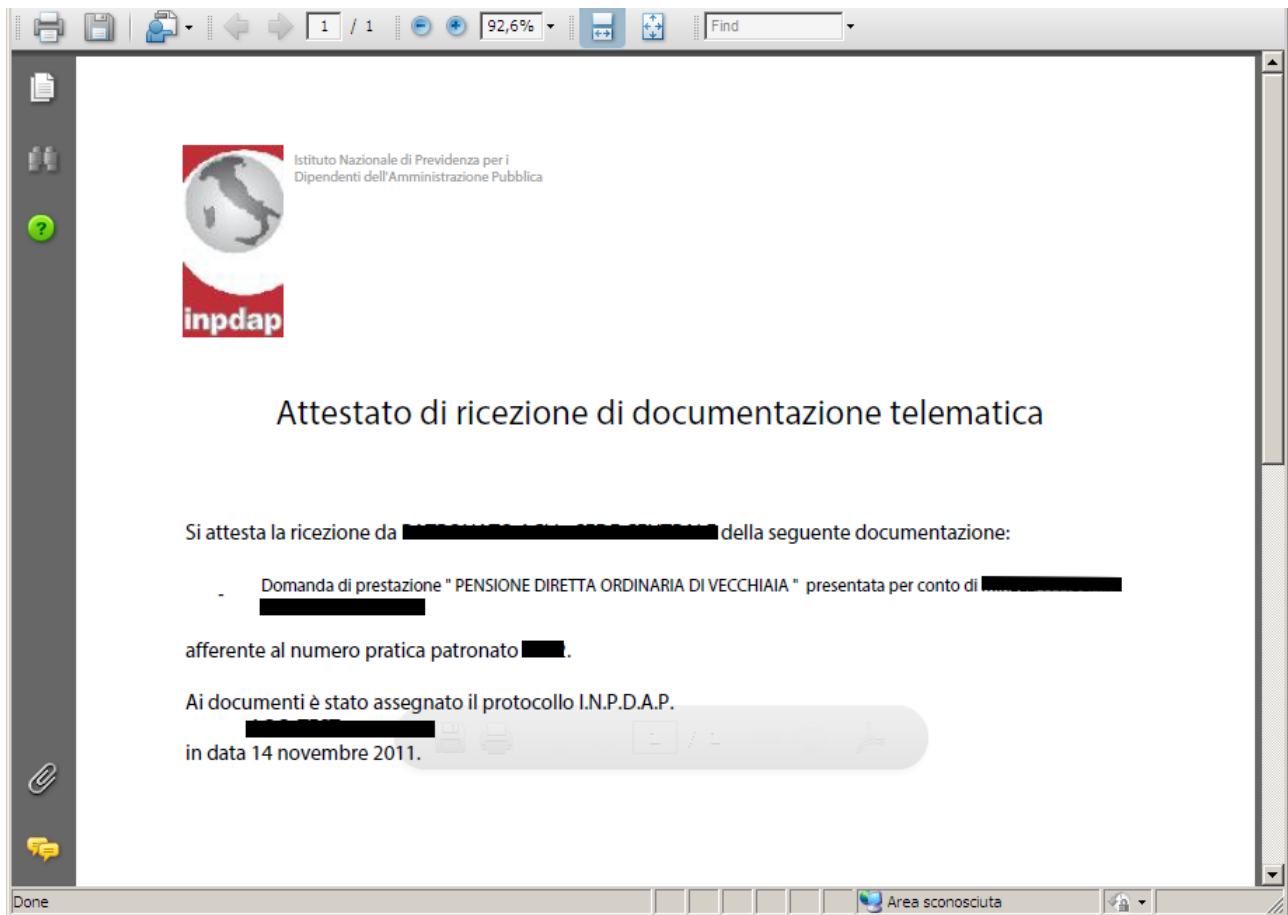 1 / 1 92,6% Find
Istituto Nazionale di Previdenza per i
Dipendenti dell'Amministrazione Pubblica
inpdap
Attestato di ricezione di documentazione telematica
Si attesta la ricezione da della seguente documentazione:
- Domanda di prestazione " PENSIONE DIRETTA ORDINARIA DI VECCHIAIA " presentata per conto di
afferente al numero pratica patronato .
Ai documenti è stato assegnato il protocollo I.N.P.D.A.P.
in data 14 novembre 2011.
Done Area sconosciuta